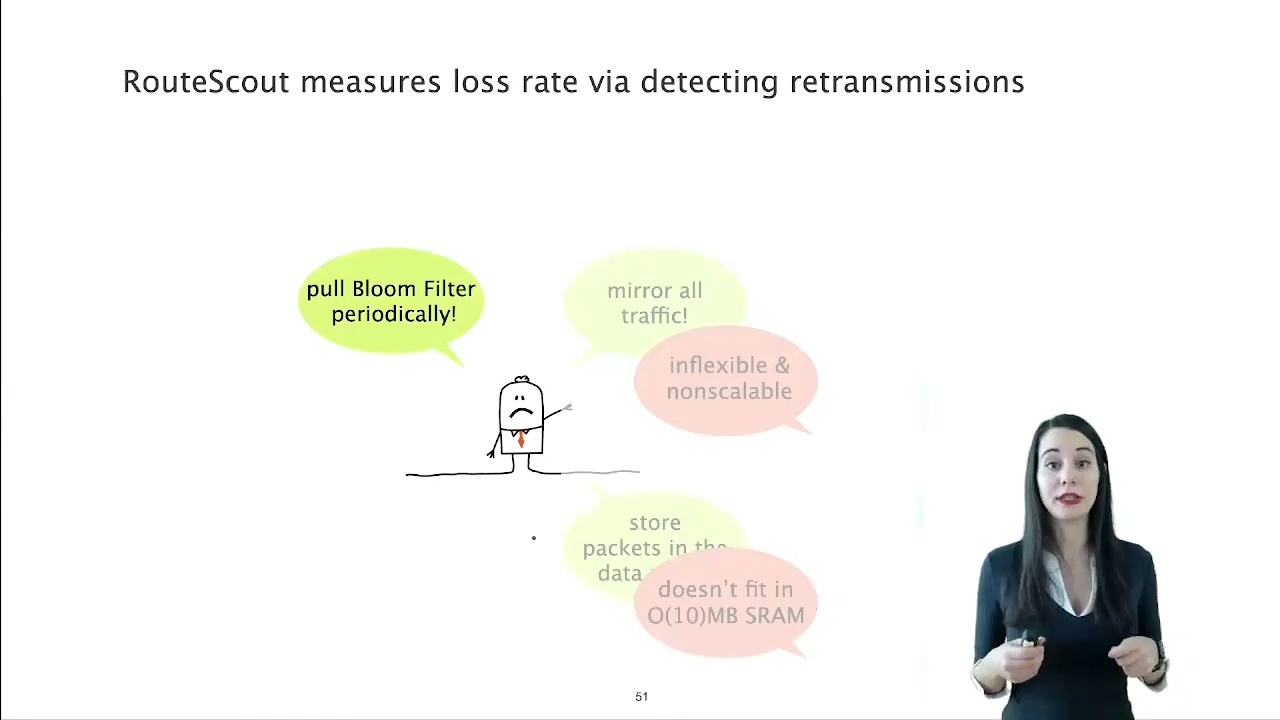 RouteScout measures loss rate via detecting retransmissions
pull Bloom Filter
periodically!
mirror all
traffic!
inflexible &
nonscalable
store
packets in the
data
doesn't fit in
O(10)MB SRAM
51